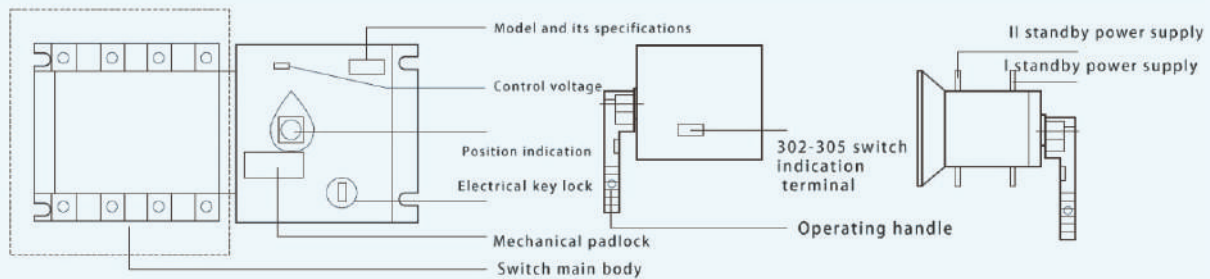 Model and its specifications
Control voltage
Position indication
Electrical key lock
Mechanical padlock
Switch main body
302-305 switch
indication
terminal
Operating handle
II standby power supply
I standby power supply